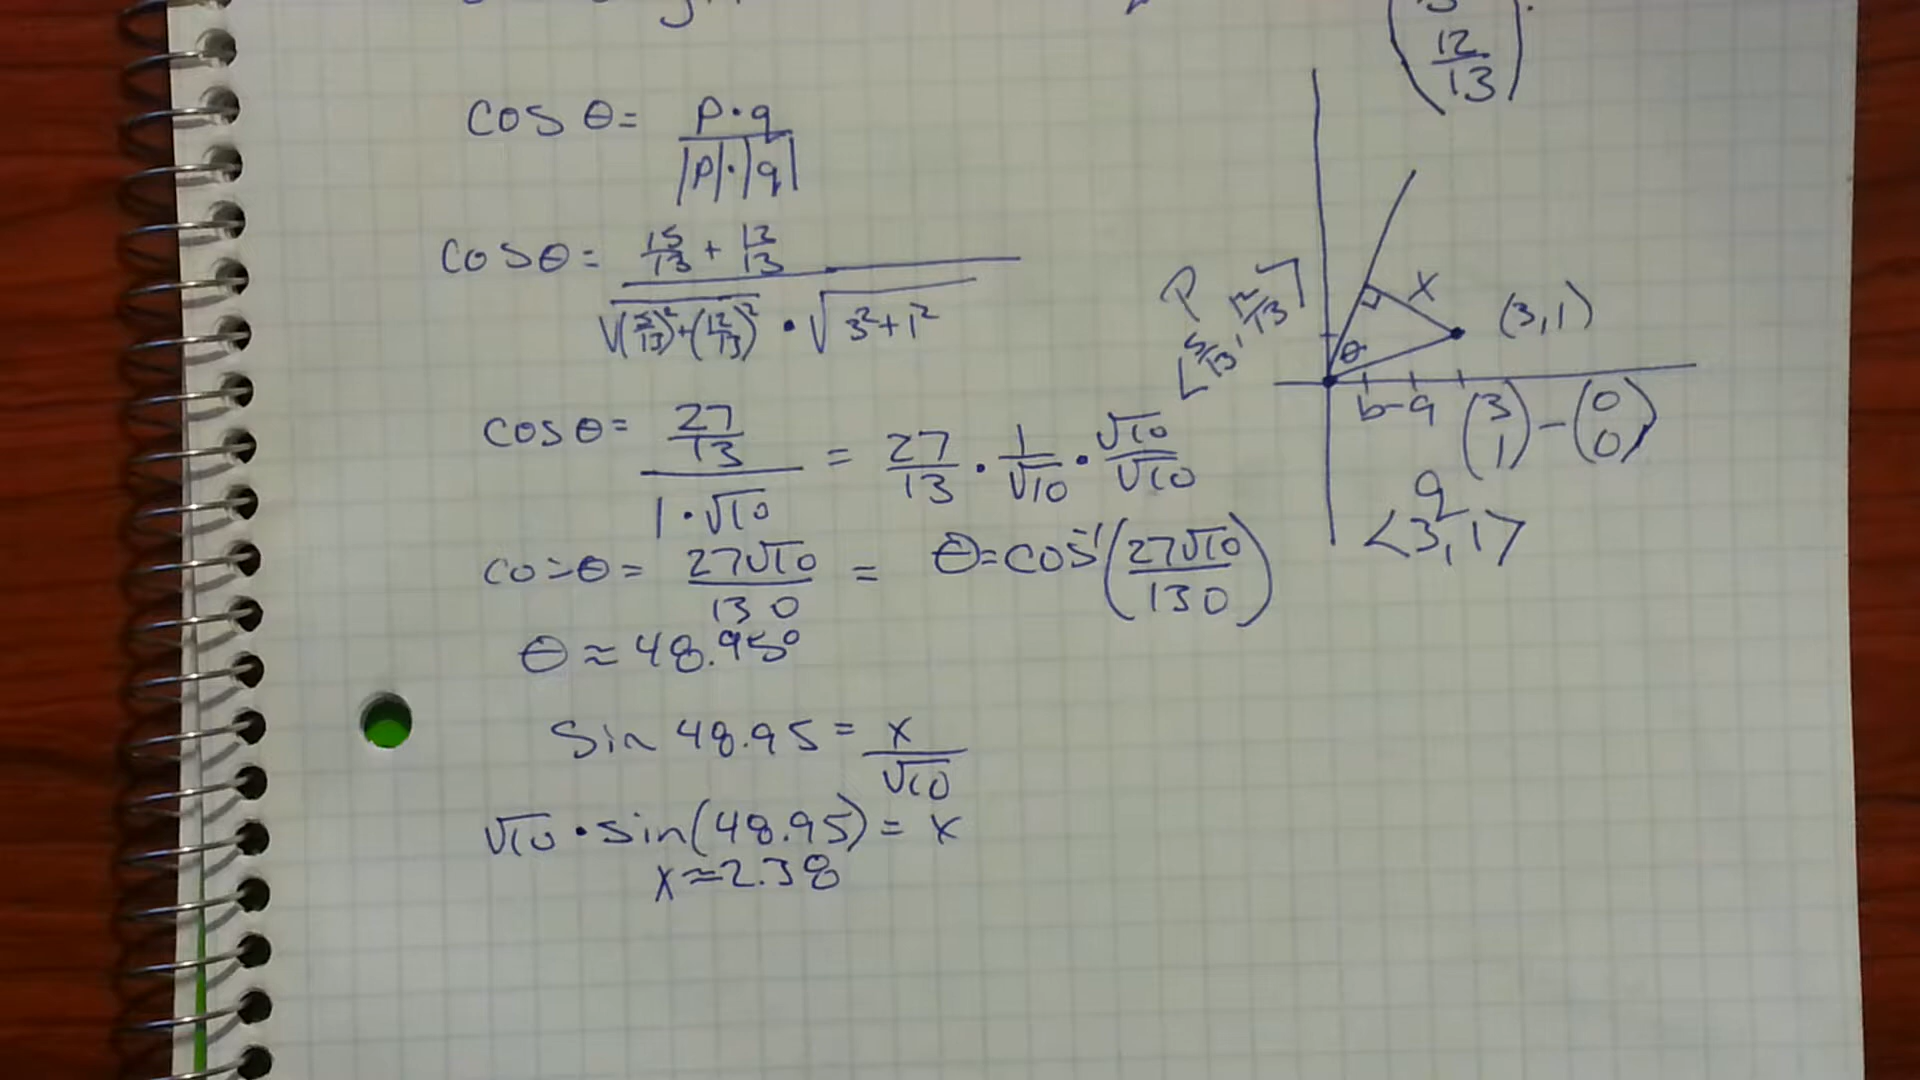 cos θ = p·q / |p|·|q|
cos θ = 15/13 + 12/13 / √(5/13)²+(12/13)² · √3²+1²
cos θ = 27/13 / 1·√10 = 27/13 · 1/√10 · √10/√10
cos θ = 27√10/130 = θ=cos⁻¹(27√10/130)
θ ≈ 48.95°
sin 48.95 = x/√10
√10 · sin(48.95) = x
x ≈ 2.38
12/13
P
<5/13, 12/13>
x
(3,1)
θ
b-a (3 1) - (0 0)
q
<3,1>